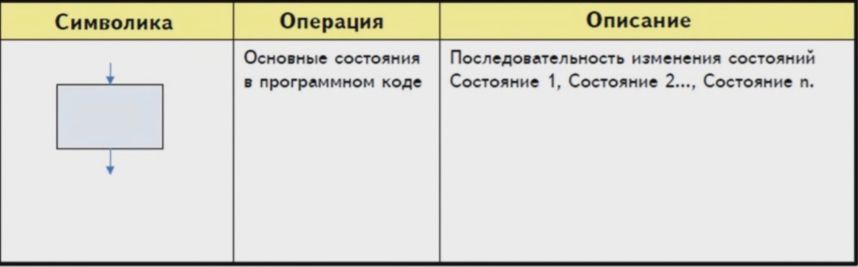 Символика Операция Описание
Основные состояния
в программном коде
Последовательность изменения состояний
Состояние 1, Состояние 2..., Состояние n.